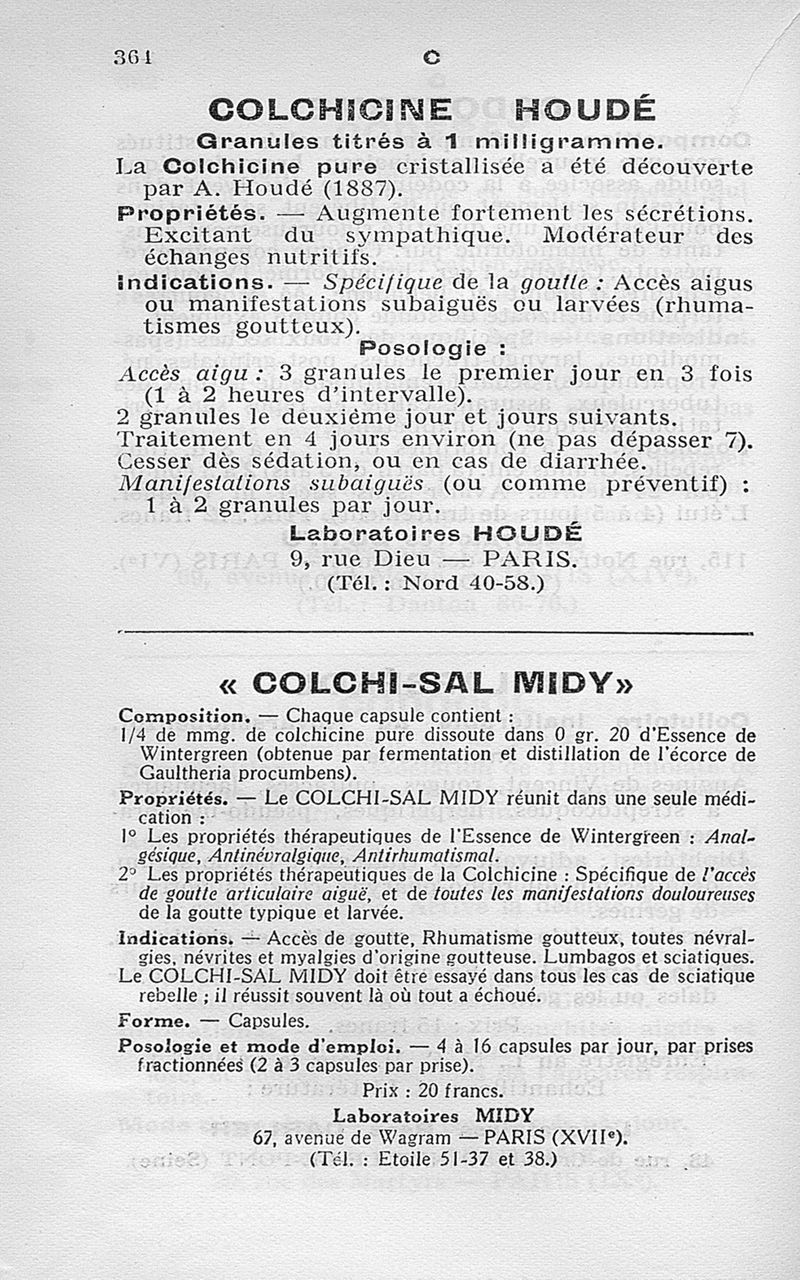 364
C
COLCHICINE HOUDÉ
Granules titrés à 1 milligramme.
La Colchicine pure cristallisée a été découverte
par A. Houdé (1887).
Propriétés. — Augmente fortement les sécrétions.
Excitant du sympathique. Modérateur des
échanges nutritifs.
Indications. — Spécifique de la goutte : Accès aigus
ou manifestations subaiguës ou larvées (rhuma-
tismes goutteux).
Posologie :
Accès aigu : 3 granules le premier jour en 3 fois
(1 à 2 heures d'intervalle).
2 granules le deuxième jour et jours suivants.
Traitement en 4 jours environ (ne pas dépasser 7).
Cesser dès sédation, ou en cas de diarrhée.
Manifestations subaiguës (ou comme préventif) :
1 à 2 granules par jour.
Laboratoires HOUDÉ
9, rue Dieu — PARIS.
(Tél. : Nord 40-58.)
« COLCHI-SAL MIDY»
Composition. — Chaque capsule contient :
1/4 de mmg. de colchicine pure dissoute dans 0 gr. 20 d'Essence de
Wintergreen (obtenue par fermentation et distillation de l'écorce de
Gaultheria procumbens).
Propriétés. — Le COLCHI-SAL MIDY réunit dans une seule médi-
cation :
1° Les propriétés thérapeutiques de l'Essence de Wintergreen : Anal-
gésique, Antinévralgique, Antirhumatismal.
2° Les propriétés thérapeutiques de la Colchicine : Spécifique de l'accès
de goutte articulaire aiguë, et de toutes les manifestations douloureuses
de la goutte typique et larvée.
Indications. — Accès de goutte, Rhumatisme goutteux, toutes névral-
gies, névrites et myalgies d'origine goutteuse. Lumbagos et sciatiques.
Le COLCHI-SAL MIDY doit être essayé dans tous les cas de sciatique
rebelle ; il réussit souvent là où tout a échoué.
Forme. — Capsules.
Posologie et mode d'emploi. — 4 à 16 capsules par jour, par prises
fractionnées (2 à 3 capsules par prise).
Prix : 20 francs.
Laboratoires MIDY
67, avenue de Wagram — PARIS (XVIIe).
(Tél. : Etoile 51-37 et 38.)